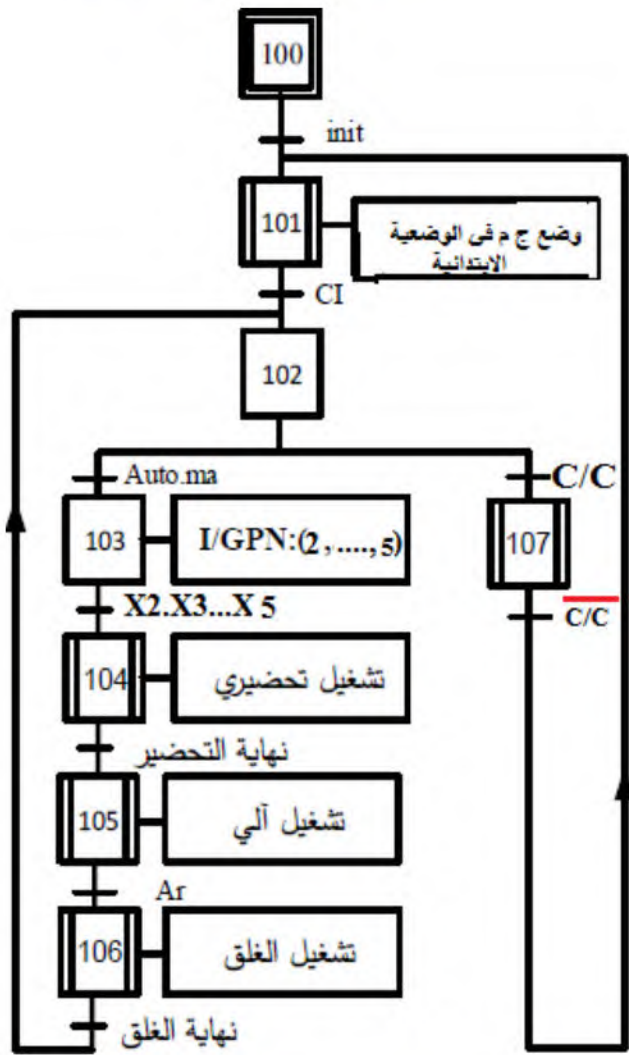 100
init
101
وضع ج م في الوضعية
الابتدائية
CI
102
Auto.ma
C/C
103
I/GPN:(2 , ...., 5)
107
X2.X3...X 5
C/C
104
تشغيل تحضيري
نهاية التحضير
105
تشغيل آلي
Ar
106
تشغيل الغلق
نهاية الغلق